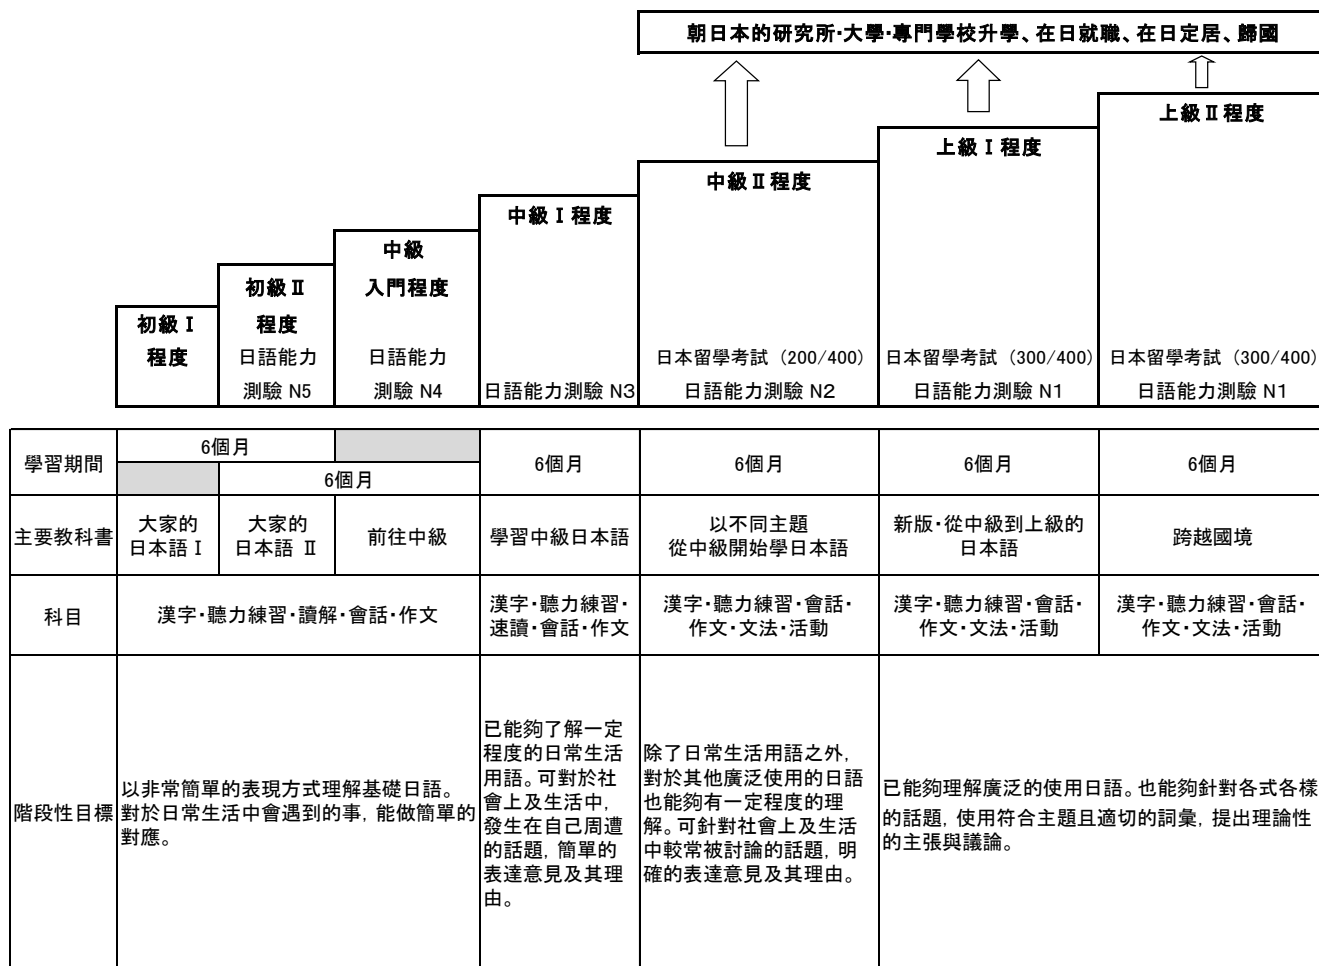 朝日本的研究所・大學・專門學校升學、在日就職、在日定居、歸國
上級Ⅱ程度
上級Ⅰ程度
中級Ⅱ程度
中級Ⅰ程度
中級
入門程度
初級Ⅱ
程度
初級Ⅰ
程度
日語能力
測驗 N5
日語能力
測驗 N4
日語能力測驗 N3
日本留學考試（200/400）
日語能力測驗 N2
日本留學考試（300/400）
日語能力測驗 N1
日本留學考試（300/400）
日語能力測驗 N1
學習期間
6個月
6個月
6個月
6個月
6個月
6個月
主要教科書
大家的
日本語Ⅰ
大家的
日本語 Ⅱ
前往中級
學習中級日本語
以不同主題
從中級開始學日本語
新版・從中級到上級的
日本語
跨越國境
科目
漢字・聽力練習・讀解・會話・作文
漢字・聽力練習・
速讀・會話・作文
漢字・聽力練習・會話・
作文・文法・活動
漢字・聽力練習・會話・
作文・文法・活動
漢字・聽力練習・會話・
作文・文法・活動
階段性目標
以非常簡單的表現方式理解基礎日語。
對於日常生活中會遇到的事，能做簡單的
對應。
已能夠了解一定
程度的日常生活
用語。可對於社
會上及生活中，
發生在自己周遭
的話題，簡單的
表達意見及其理
由。
除了日常生活用語之外，
對於其他廣泛使用的日語
也能夠有一定程度的理
解。可針對社會上及生活
中較常被討論的話題，明
確的表達意見及其理由。
已能夠理解廣泛的使用日語。也能夠針對各式各樣
的話題，使用符合主題且適切的詞彙，提出理論性
的主張與議論。